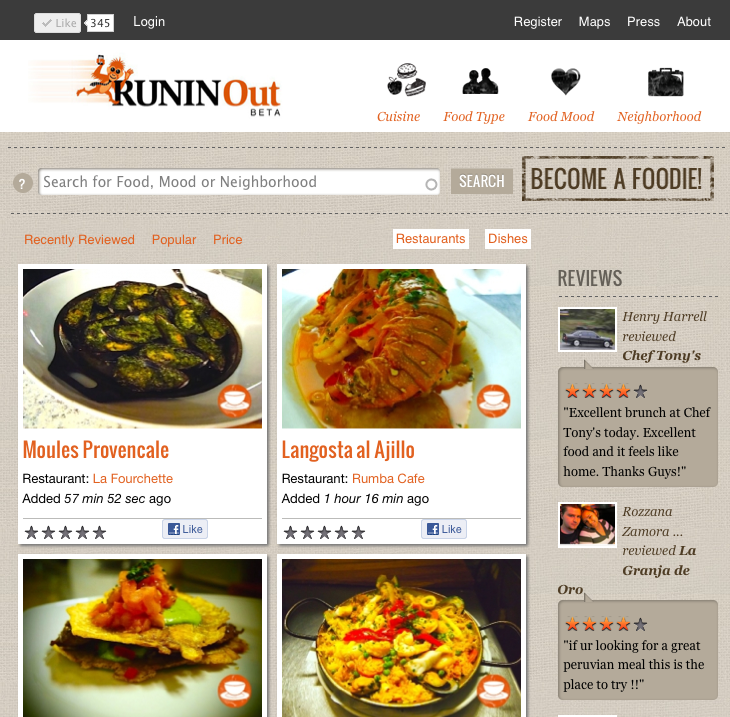 Like 345 Login Register Maps Press About
RUNINOut
BETA
Cuisine Food Type Food Mood Neighborhood
? Search for Food, Mood or Neighborhood SEARCH BECOME A FOODIE!
Recently Reviewed Popular Price Restaurants Dishes
Moules Provencale
Restaurant: La Fourchette
Added 57 min 52 sec ago
Like
Langosta al Ajillo
Restaurant: Rumba Cafe
Added 1 hour 16 min ago
Like
REVIEWS
Henry Harrell
reviewed
Chef Tony's
"Excellent brunch at Chef
Tony's today. Excellent
food and it feels like
home. Thanks Guys!"
Rozzana
Zamora ...
reviewed La
Granja de
Oro
"if ur looking for a great
peruvian meal this is the
place to try !!"